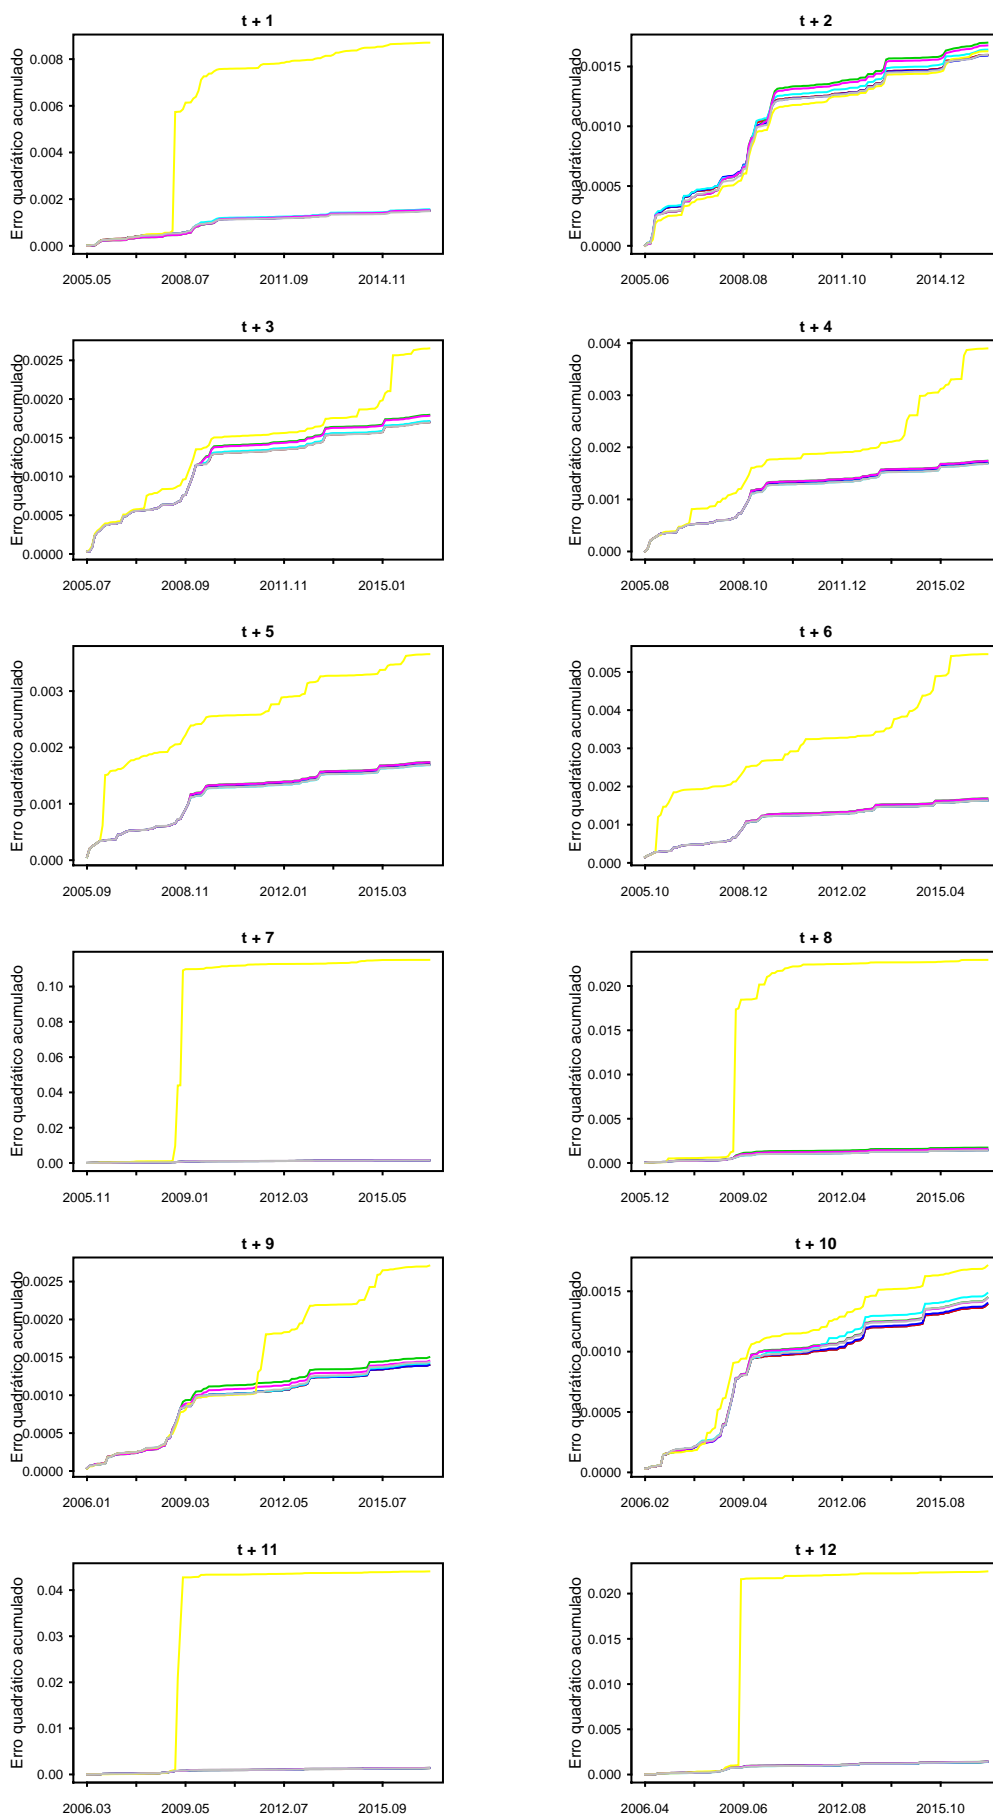 t + 1
Erro quadrático acumulado
0.008
0.006
0.004
0.002
0.000
2005.05 2008.07 2011.09 2014.11
t + 2
Erro quadrático acumulado
0.0015
0.0010
0.0005
0.0000
2005.06 2008.08 2011.10 2014.12
t + 3
Erro quadrático acumulado
0.0025
0.0020
0.0015
0.0010
0.0005
0.0000
2005.07 2008.09 2011.11 2015.01
t + 4
Erro quadrático acumulado
0.004
0.003
0.002
0.001
0.000
2005.08 2008.10 2011.12 2015.02
t + 5
Erro quadrático acumulado
0.003
0.002
0.001
0.000
2005.09 2008.11 2012.01 2015.03
t + 6
Erro quadrático acumulado
0.005
0.004
0.003
0.002
0.001
0.000
2005.10 2008.12 2012.02 2015.04
t + 7
Erro quadrático acumulado
0.10
0.08
0.06
0.04
0.02
0.00
2005.11 2009.01 2012.03 2015.05
t + 8
Erro quadrático acumulado
0.020
0.015
0.010
0.005
0.000
2005.12 2009.02 2012.04 2015.06
t + 9
Erro quadrático acumulado
0.0025
0.0020
0.0015
0.0010
0.0005
0.0000
2006.01 2009.03 2012.05 2015.07
t + 10
Erro quadrático acumulado
0.0015
0.0010
0.0005
0.0000
2006.02 2009.04 2012.06 2015.08
t + 11
Erro quadrático acumulado
0.04
0.03
0.02
0.01
0.00
2006.03 2009.05 2012.07 2015.09
t + 12
Erro quadrático acumulado
0.020
0.015
0.010
0.005
0.000
2006.04 2009.06 2012.08 2015.10